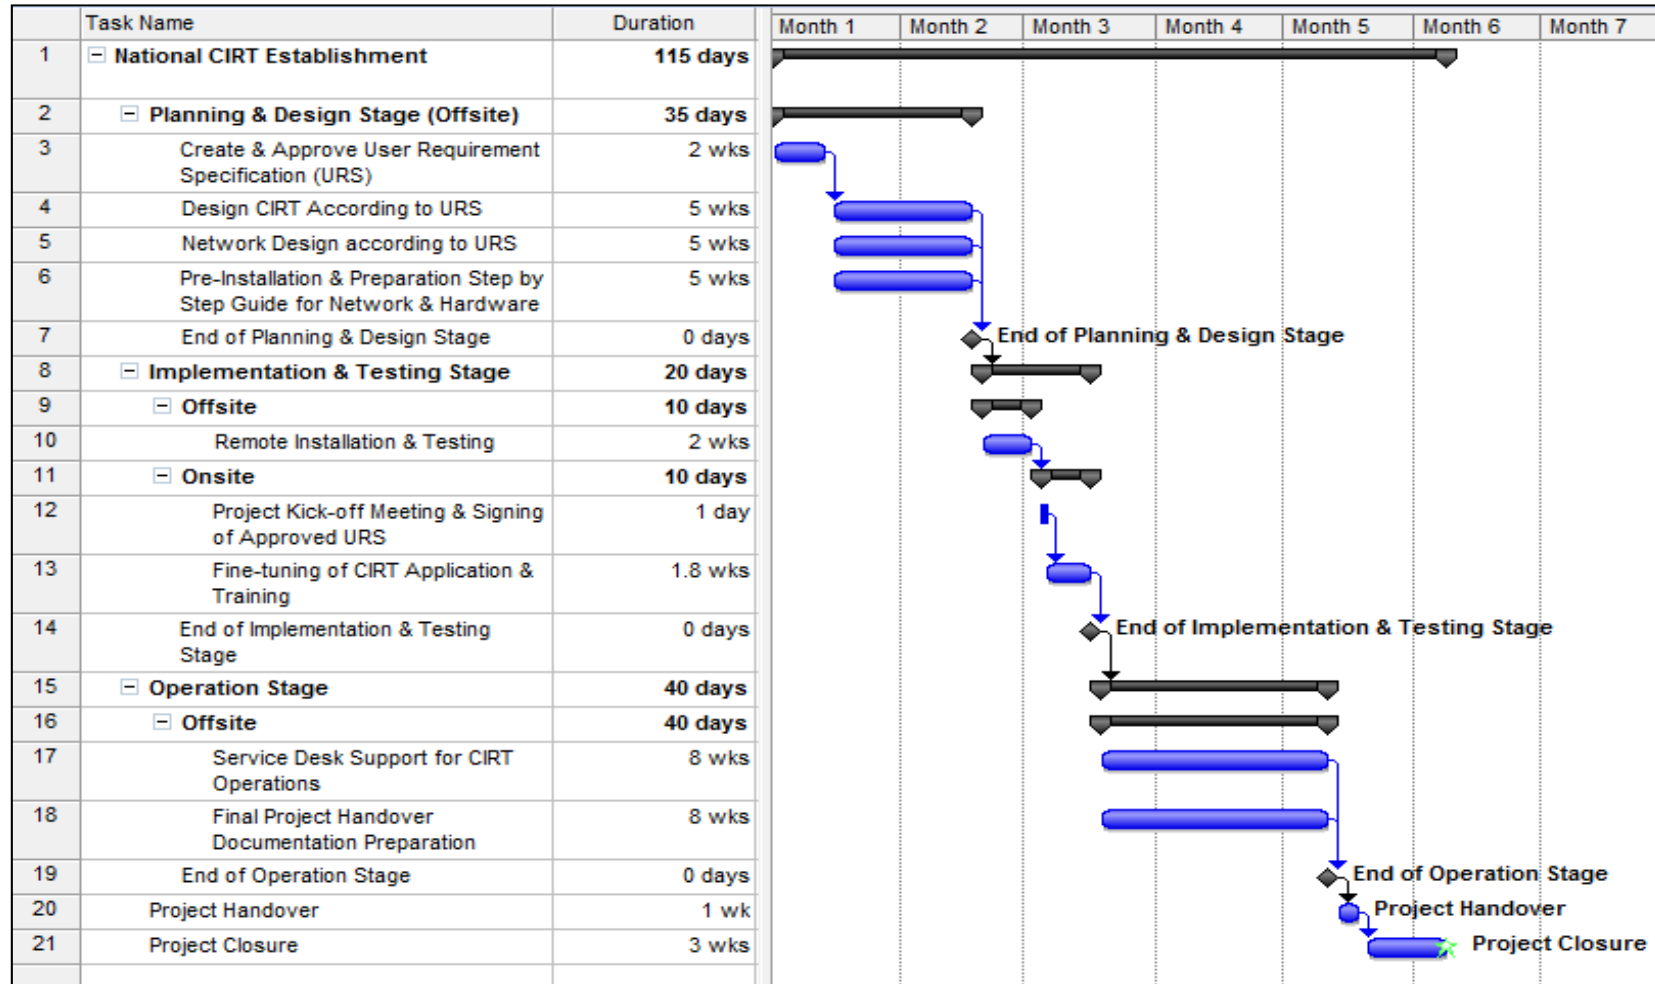 Task Name Duration Month 1 Month 2 Month 3 Month 4 Month 5 Month 6 Month 7
1 National CIRT Establishment 115 days
2 Planning & Design Stage (Offsite) 35 days
3 Create & Approve User Requirement 2 wks
Specification (URS)
4 Design CIRT According to URS 5 wks
5 Network Design according to URS 5 wks
6 Pre-Installation & Preparation Step by 5 wks
Step Guide for Network & Hardware
7 End of Planning & Design Stage 0 days End of Planning & Design Stage
8 Implementation & Testing Stage 20 days
9 Offsite 10 days
10 Remote Installation & Testing 2 wks
11 Onsite 10 days
12 Project Kick-off Meeting & Signing 1 day
of Approved URS
13 Fine-tuning of CIRT Application & 1.8 wks
Training
14 End of Implementation & Testing 0 days End of Implementation & Testing Stage
Stage
15 Operation Stage 40 days
16 Offsite 40 days
17 Service Desk Support for CIRT 8 wks
Operations
18 Final Project Handover 8 wks
Documentation Preparation
19 End of Operation Stage 0 days End of Operation Stage
20 Project Handover 1 wk Project Handover
21 Project Closure 3 wks Project Closure